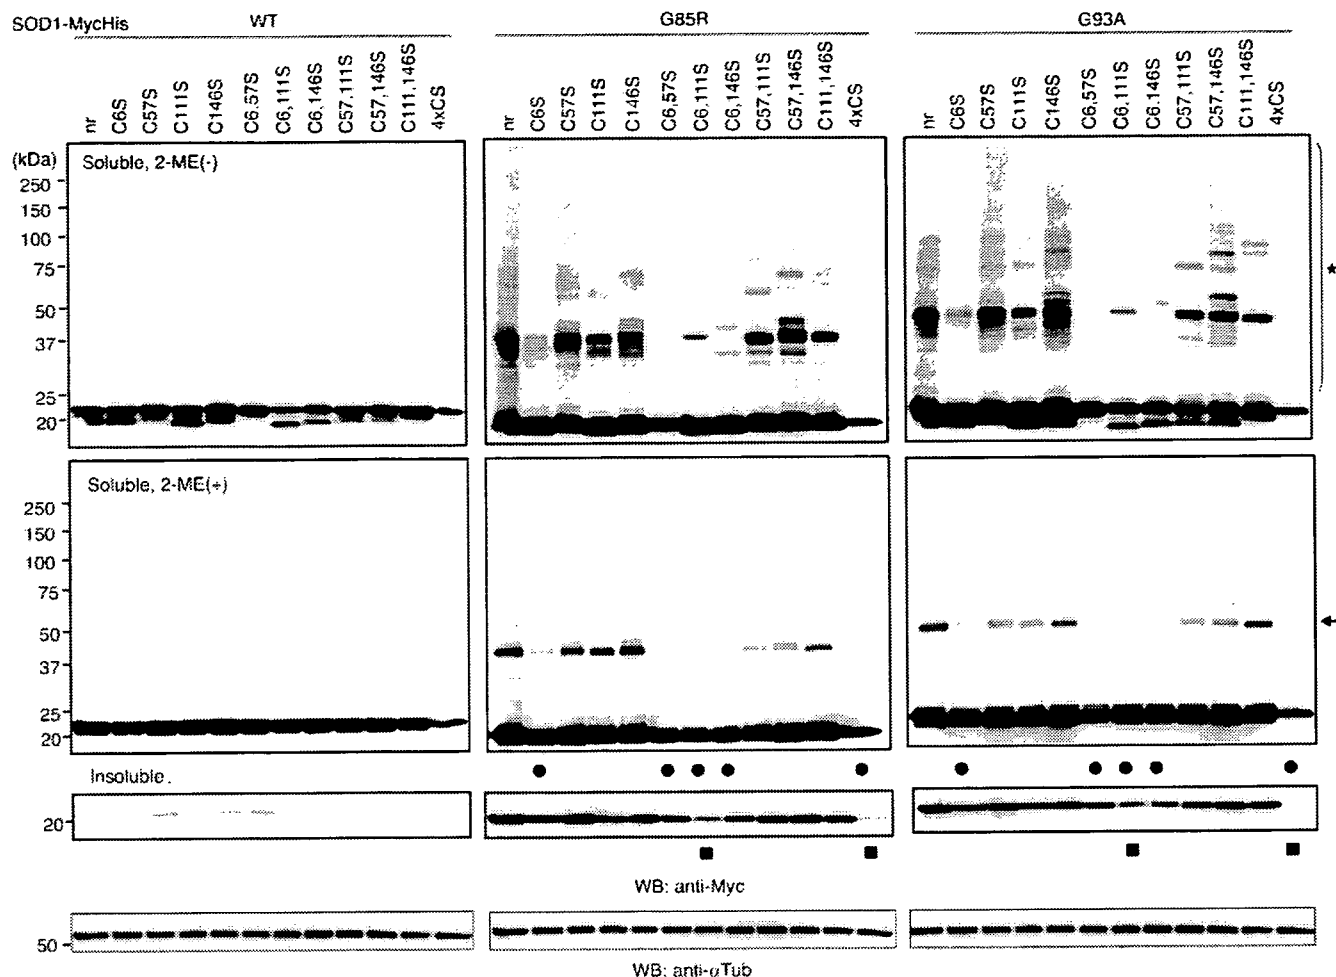 SOD1-MycHis WT G85R G93A
nr C6S C57S C111S C146S C6,57S C6,111S C6,146S C57,111S C57,146S C111,146S 4xCS nr C6S C57S C111S C146S C6,57S C6,111S C6,146S C57,111S C57,146S C111,146S 4xCS nr C6S C57S C111S C146S C6,57S C6,111S C6,146S C57,111S C57,146S C111,146S 4xCS
(kDa) Soluble, 2-ME(-)
250
150
100
75
50
37
25
20
*
Soluble, 2-ME(+)
250
150
100
75
50
37
25
20
Insoluble.
20
WB: anti-Myc
50
WB: anti-αTub